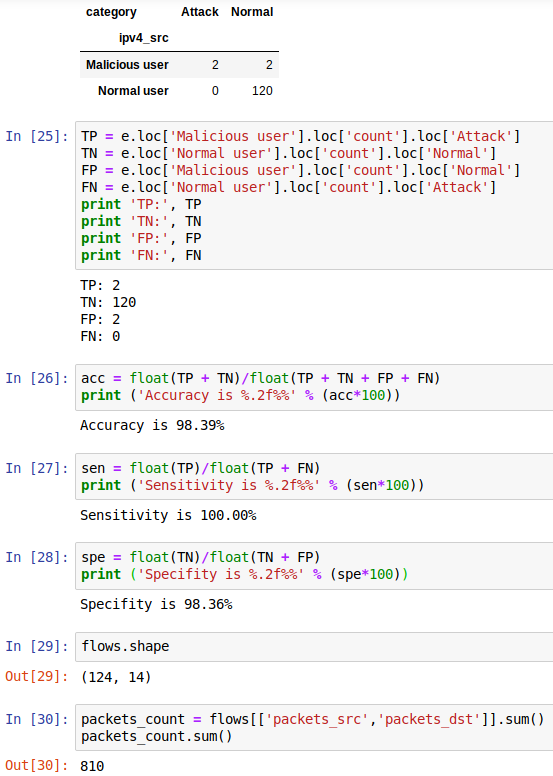 category Attack Normal
ipv4_src
Malicious user 2 2
Normal user 0 120
In [25]: TP = e.loc['Malicious user'].loc['count'].loc['Attack']
TN = e.loc['Normal user'].loc['count'].loc['Normal']
FP = e.loc['Malicious user'].loc['count'].loc['Normal']
FN = e.loc['Normal user'].loc['count'].loc['Attack']
print 'TP:', TP
print 'TN:', TN
print 'FP:', FP
print 'FN:', FN
TP: 2
TN: 120
FP: 2
FN: 0
In [26]: acc = float(TP + TN)/float(TP + TN + FP + FN)
print ('Accuracy is %.2f%%' % (acc*100))
Accuracy is 98.39%
In [27]: sen = float(TP)/float(TP + FN)
print ('Sensitivity is %.2f%%' % (sen*100))
Sensitivity is 100.00%
In [28]: spe = float(TN)/float(TN + FP)
print ('Specifity is %.2f%%' % (spe*100))
Specifity is 98.36%
In [29]: flows.shape
Out[29]: (124, 14)
In [30]: packets_count = flows[['packets_src','packets_dst']].sum()
packets_count.sum()
Out[30]: 810